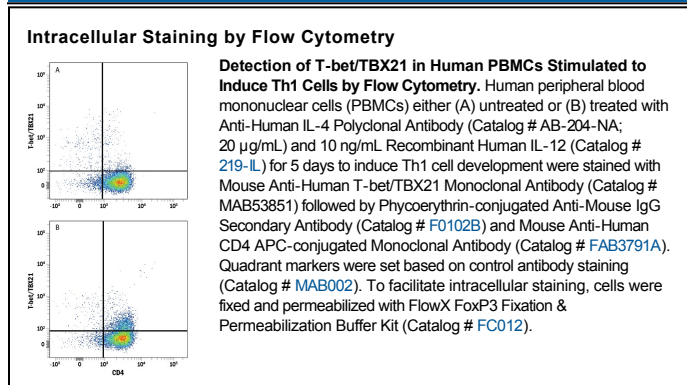 Intracellular Staining by Flow Cytometry
Detection of T-bet/TBX21 in Human PBMCs Stimulated to
Induce Th1 Cells by Flow Cytometry. Human peripheral blood
mononuclear cells (PBMCs) either (A) untreated or (B) treated with
Anti-Human IL-4 Polyclonal Antibody (Catalog # AB-204-NA;
20 µg/mL) and 10 ng/mL Recombinant Human IL-12 (Catalog #
219-IL) for 5 days to induce Th1 cell development were stained with
Mouse Anti-Human T-bet/TBX21 Monoclonal Antibody (Catalog #
MAB53851) followed by Phycoerythrin-conjugated Anti-Mouse IgG
Secondary Antibody (Catalog # F0102B) and Mouse Anti-Human
CD4 APC-conjugated Monoclonal Antibody (Catalog # FAB3791A).
Quadrant markers were set based on control antibody staining
(Catalog # MAB002). To facilitate intracellular staining, cells were
fixed and permeabilized with FlowX FoxP3 Fixation &
Permeabilization Buffer Kit (Catalog # FC012).
A
T-bet/TBX21
B
T-bet/TBX21
CD4